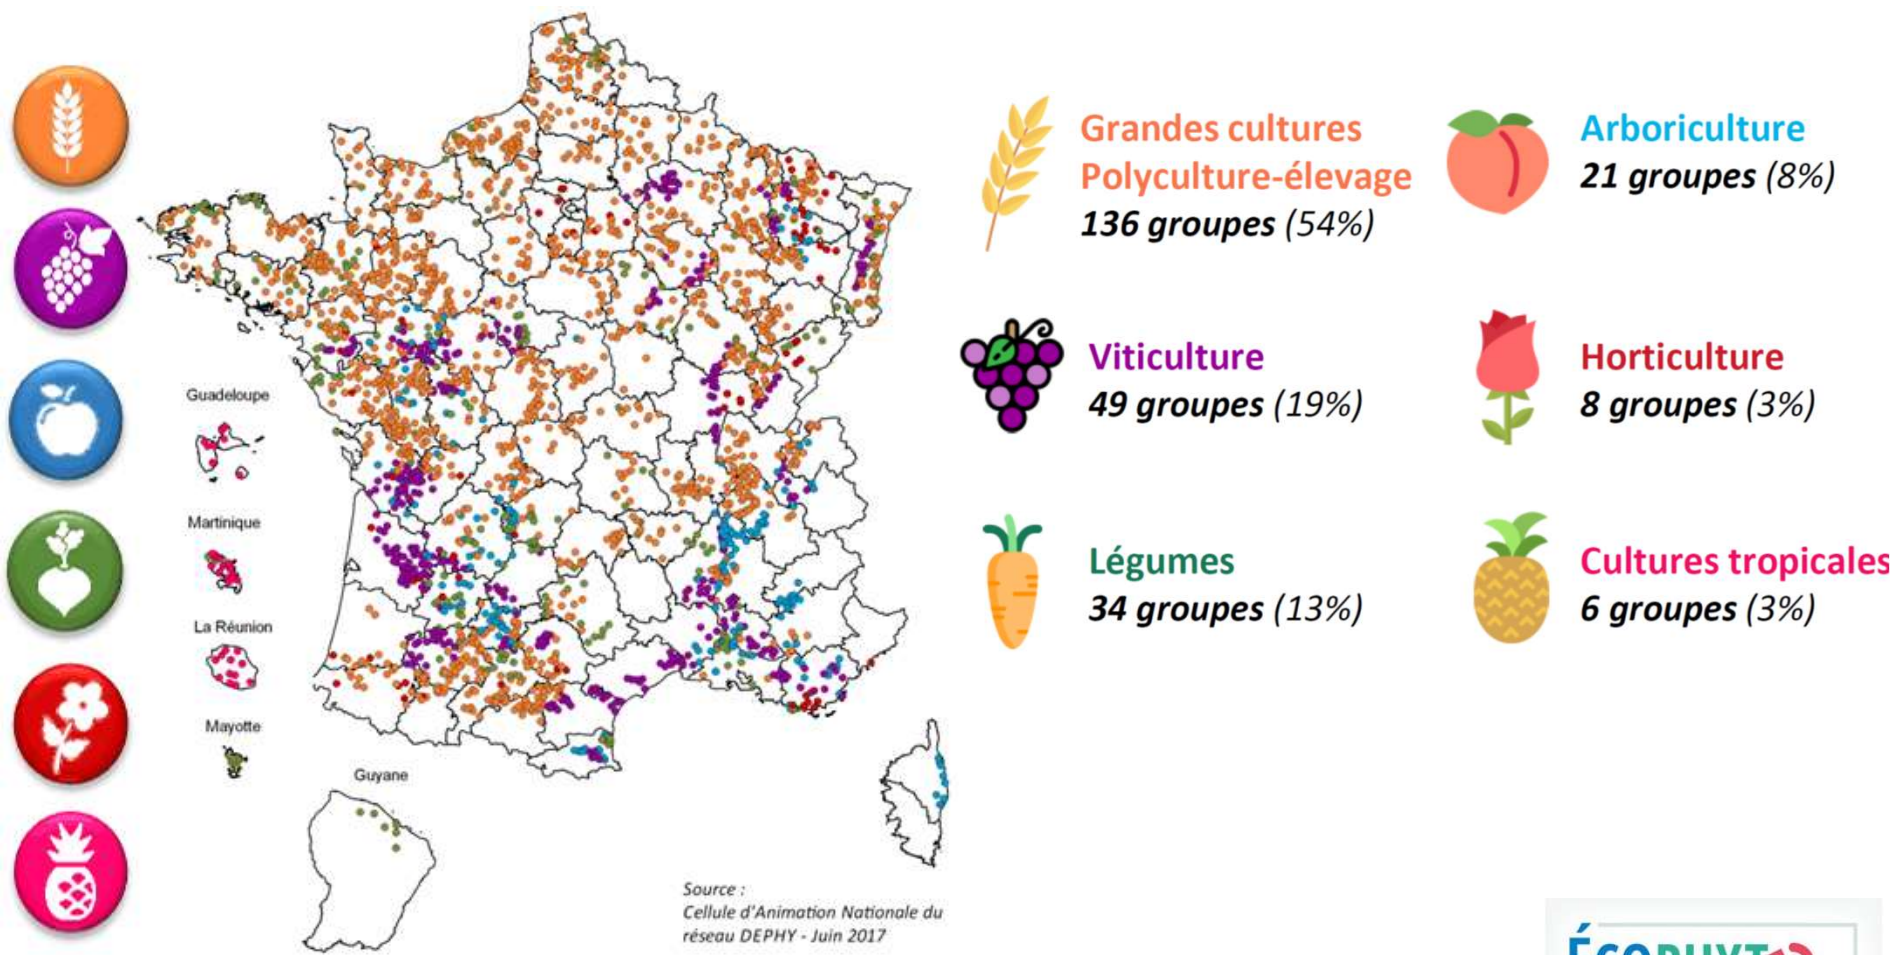 Grandes cultures
Polyculture-élevage
136 groupes (54%)
Arboriculture
21 groupes (8%)
Viticulture
49 groupes (19%)
Horticulture
8 groupes (3%)
Légumes
34 groupes (13%)
Cultures tropicales
6 groupes (3%)
Guadeloupe
Martinique
La Réunion
Mayotte
Guyane
Source :
Cellule d'Animation Nationale du
réseau DEPHY - Juin 2017